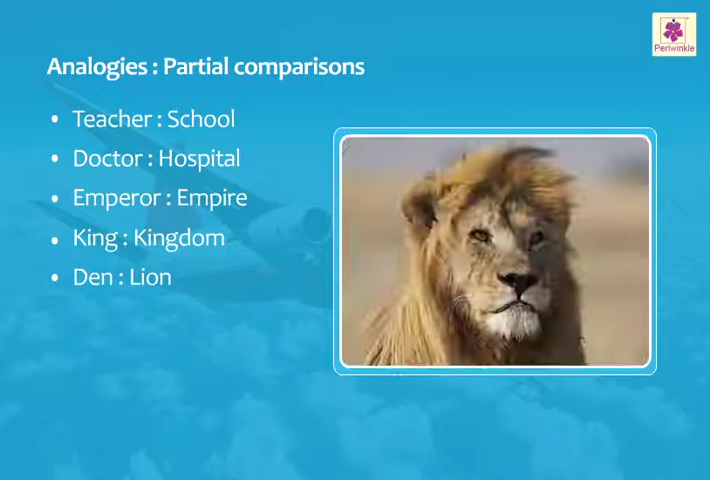 Periwinkle
Analogies : Partial comparisons
• Teacher : School
• Doctor : Hospital
• Emperor : Empire
• King : Kingdom
• Den : Lion